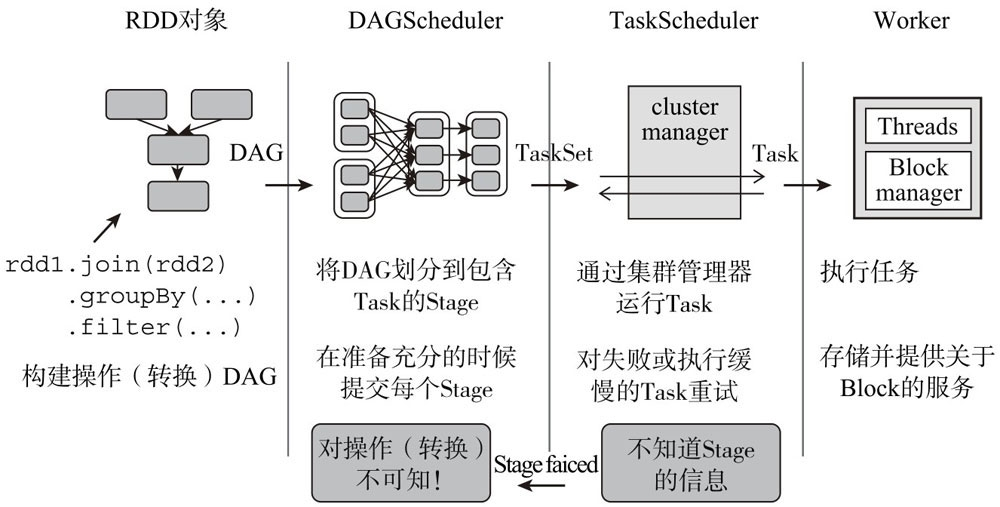 RDD对象
DAGScheduler
TaskScheduler
Worker
DAG
TaskSet
cluster
manager
Task
Threads
Block
manager
rdd1.join(rdd2)
.groupBy(...)
.filter(...)
构建操作（转换）DAG
将DAG划分到包含
Task的Stage
在准备充分的时候
提交每个Stage
通过集群管理器
运行Task
对失败或执行缓
慢的Task重试
执行任务
存储并提供关于
Block的服务
对操作（转换）
不可知！
Stage faiced
不知道Stage
的信息